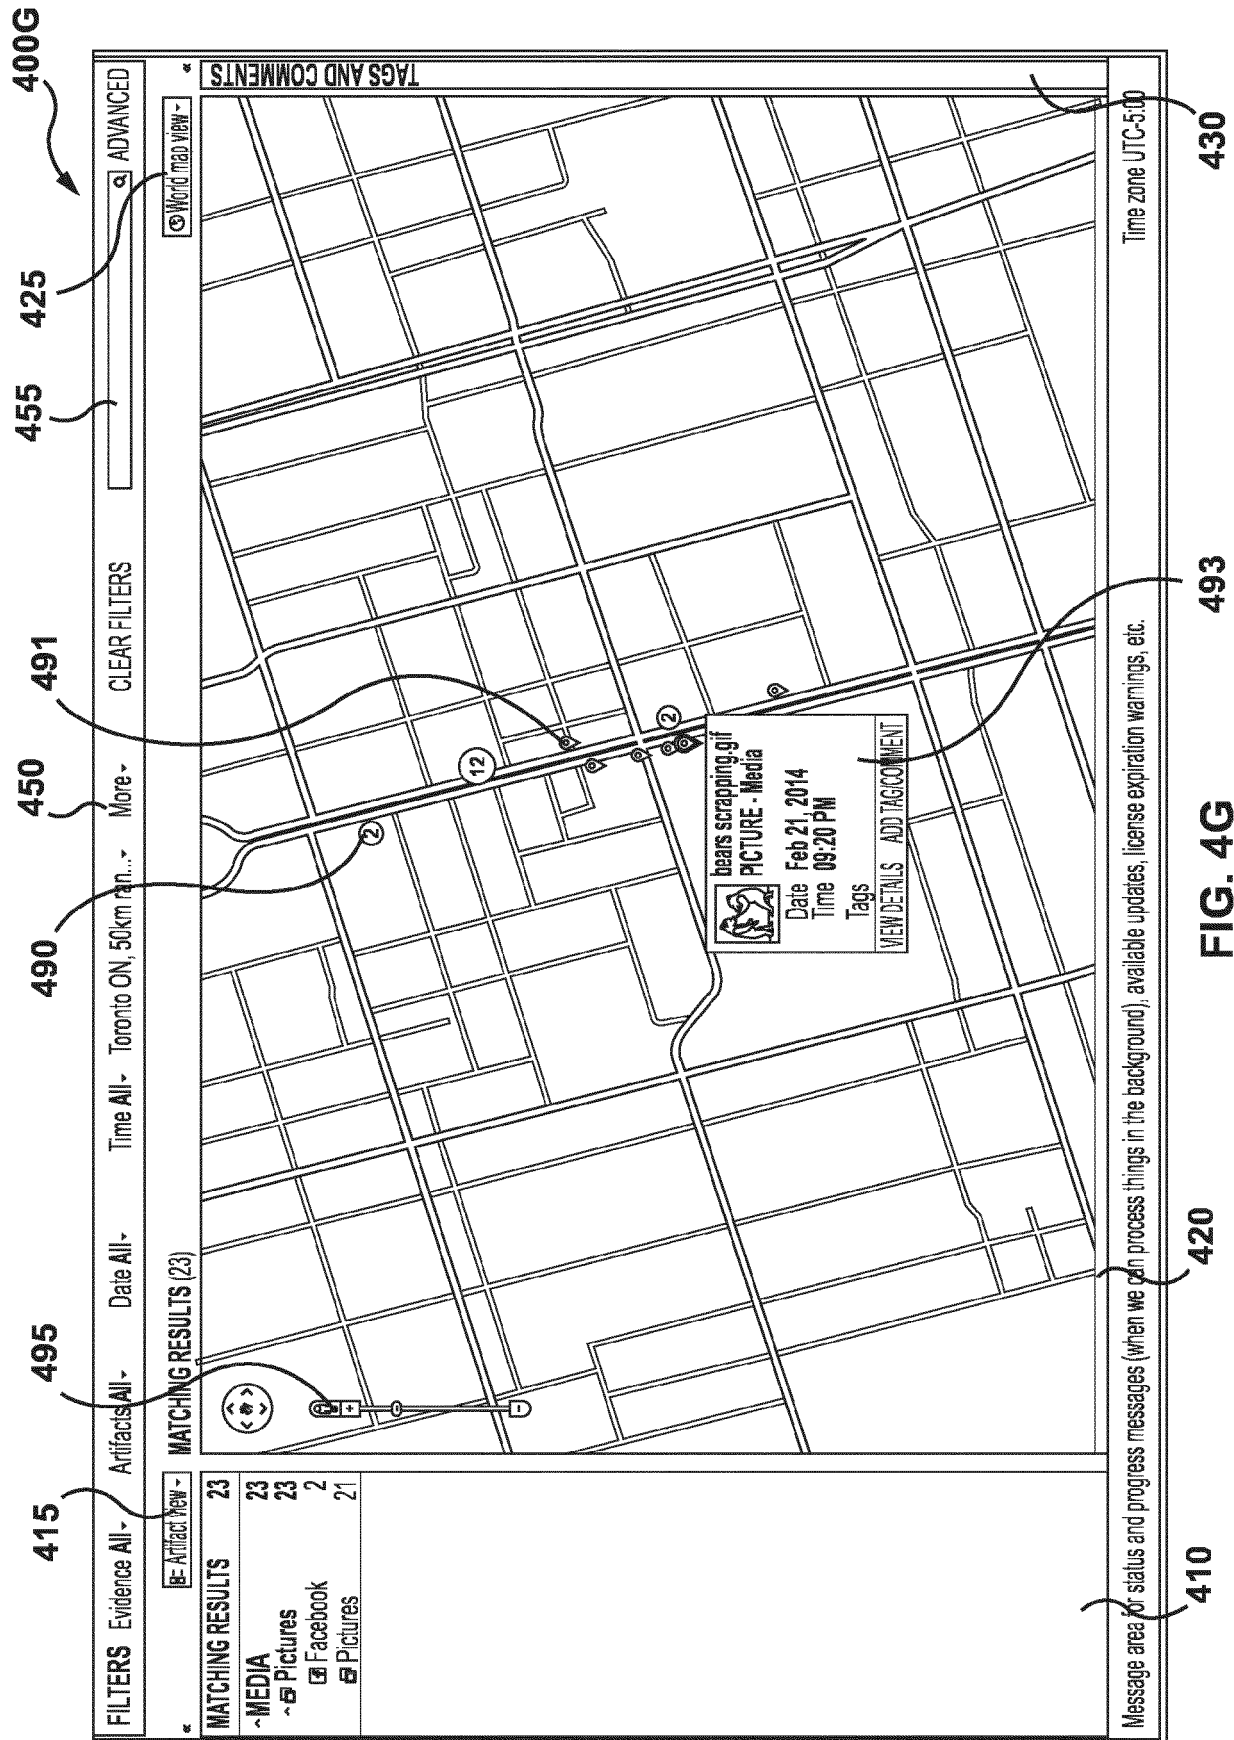 400G
415
495
490
450
491
455
425
FILTERS Evidence All Artifacts All Date All Time All Toronto ON, 50km ran... More CLEAR FILTERS ADVANCED
« Artifact view MATCHING RESULTS (23) World map view «
MATCHING RESULTS 23
MEDIA 23
Pictures 23
Facebook 2
Pictures 21
TAGS AND COMMENTS
2
12
2
bears scrapping.gif
PICTURE - Media
Date Feb 21, 2014
Time 09:20 PM
Tags
VIEW DETAILS ADD TAG/COMMENT
+
-
Message area for status and progress messages (when we can process things in the background), available updates, license expiration warnings, etc. Time zone UTC-5:00
410
420
493
430
FIG. 4G